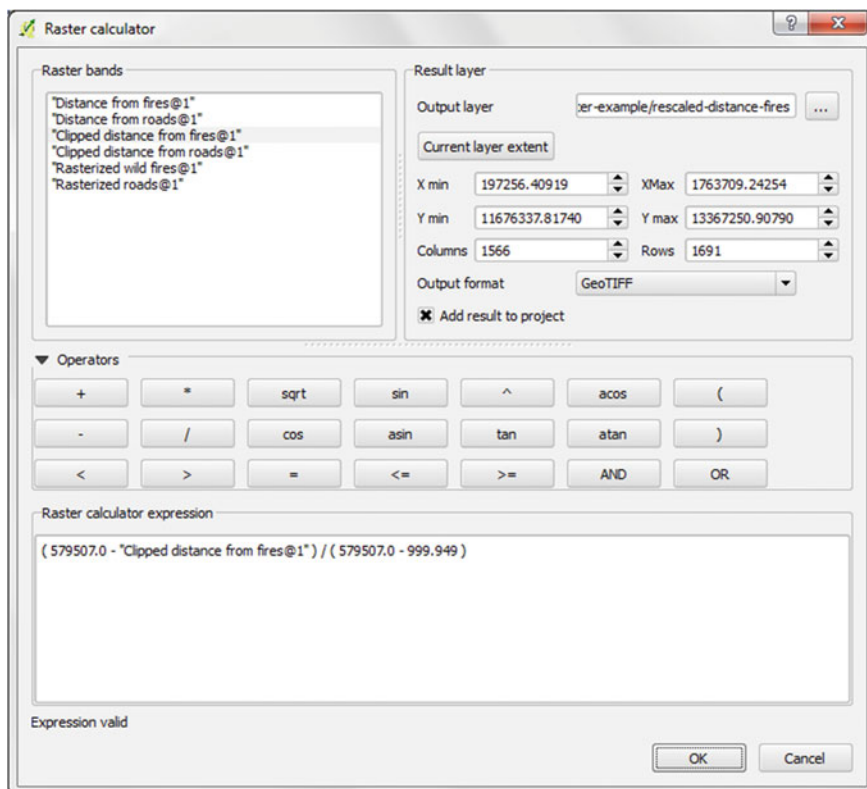 Raster calculator
Raster bands
"Distance from fires@1"
"Distance from roads@1"
"Clipped distance from fires@1"
"Clipped distance from roads@1"
"Rasterized wild fires@1"
"Rasterized roads@1"
Result layer
Output layer :er-example/rescaled-distance-fires ...
Current layer extent
X min 197256.40919 XMax 1763709.24254
Y min 11676337.81740 Y max 13367250.90790
Columns 1566 Rows 1691
Output format GeoTIFF
Add result to project
Operators
+ * sqrt sin ^ acos (
- / cos asin tan atan )
< > = <= >= AND OR
Raster calculator expression
( 579507.0 - "Clipped distance from fires@1" ) / ( 579507.0 - 999.949 )
Expression valid
OK Cancel